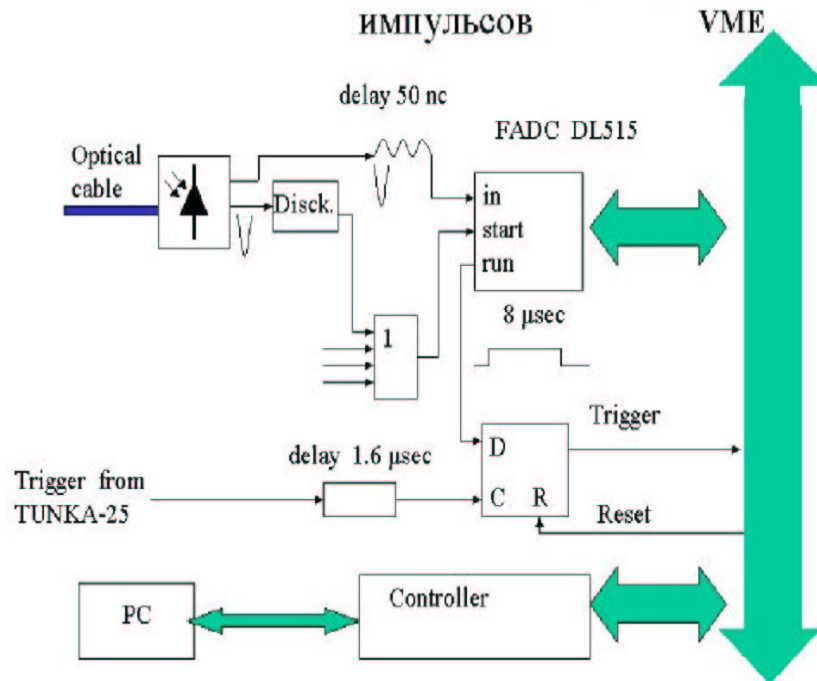 импульсов
VME
delay 50 nc
FADC DL515
Optical
cable
Disck.
in
start
run
1
8 μsec
Trigger
D
delay 1.6 μsec
Trigger from
TUNKA-25
C R
Reset
PC
Controller